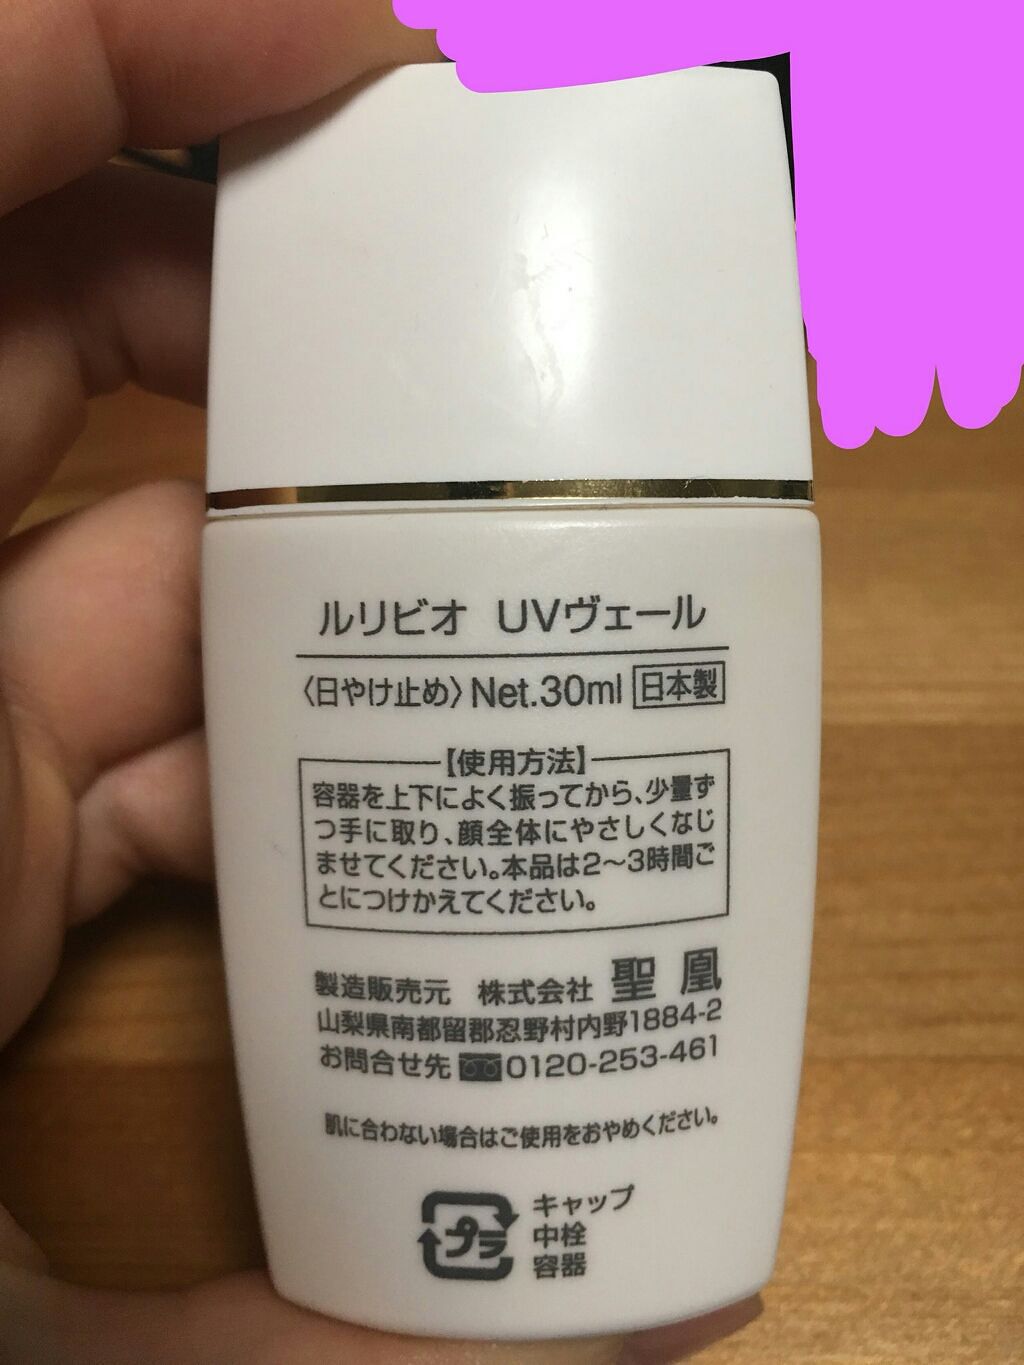 ルリビオ UVヴェール
〈日やけ止め〉Net.30ml 日本製
【使用方法】
容器を上下によく振ってから、少量ず
つ手に取り、顔全体にやさしくなじ
ませてください。本品は2〜3時間ご
とにつけかえてください。
製造販売元 株式会社 聖凰
山梨県南都留郡忍野村内野1884-2
お問合せ先 0120-253-461
肌に合わない場合はご使用をおやめください。
プラ
キャップ
中栓
容器